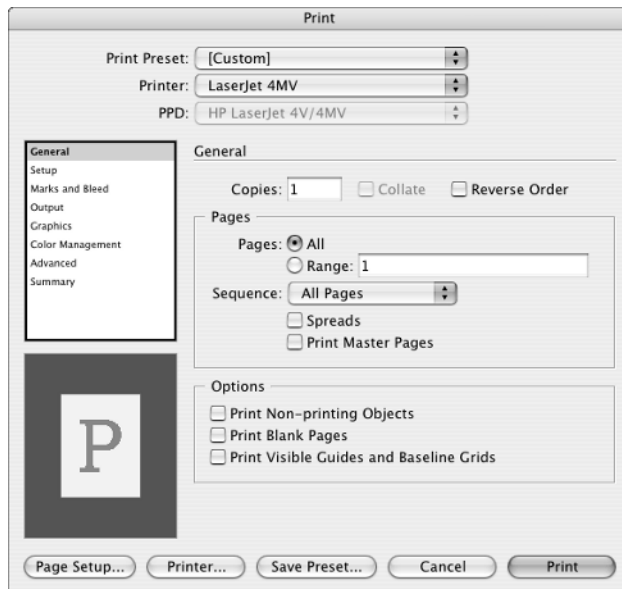 Print
Print Preset: [Custom]
Printer: LaserJet 4MV
PPD: HP LaserJet 4V/4MV
General
Setup
Marks and Bleed
Output
Graphics
Color Management
Advanced
Summary
General
Copies: 1 Collate Reverse Order
Pages
Pages: All
Range: 1
Sequence: All Pages
Spreads
Print Master Pages
Options
Print Non-printing Objects
Print Blank Pages
Print Visible Guides and Baseline Grids
P
Page Setup... Printer... Save Preset... Cancel Print